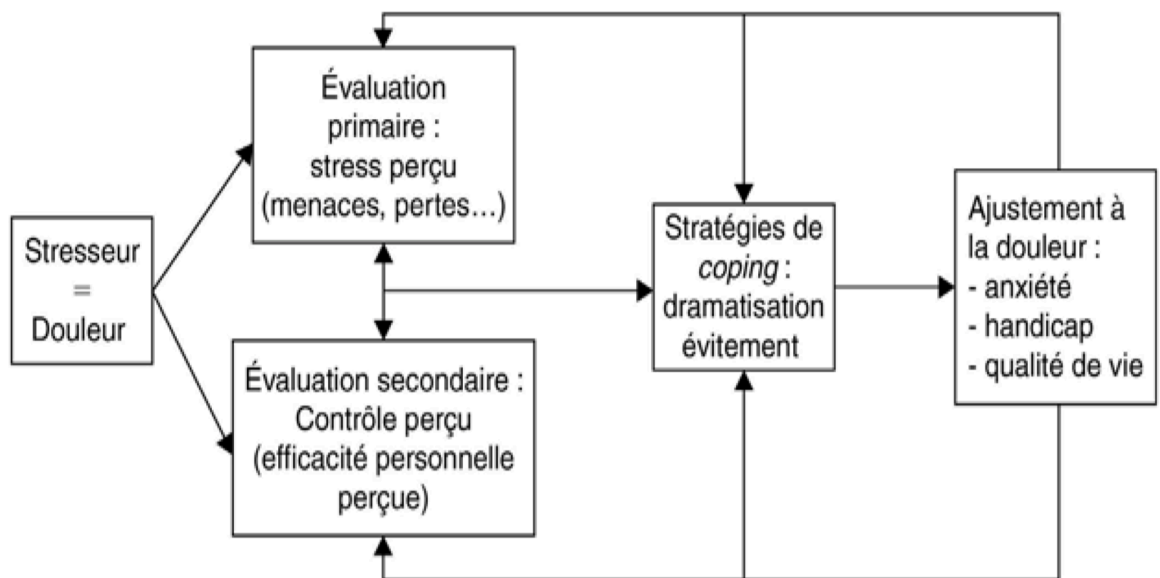 Stresseur
=
Douleur
Évaluation
primaire :
stress perçu
(menaces, pertes…)
Évaluation secondaire :
Contrôle perçu
(efficacité personnelle
perçue)
Stratégies de
coping :
dramatisation
évitement
Ajustement à
la douleur :
- anxiété
- handicap
- qualité de vie